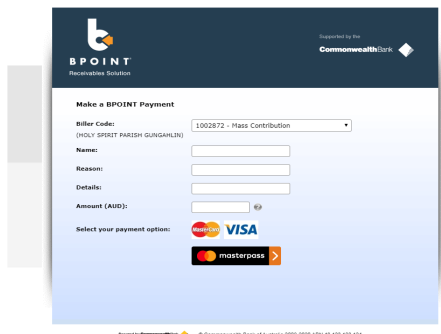 BPOINT
Receivables Solution
Supported by the
CommonwealthBank
Make a BPOINT Payment
Biller Code:
1002872 - Mass Contribution
(HOLY SPIRIT PARISH GUNGAHLIN)
Name:
Reason:
Details:
Amount (AUD):
Select your payment option:
MasterCard VISA
masterpass